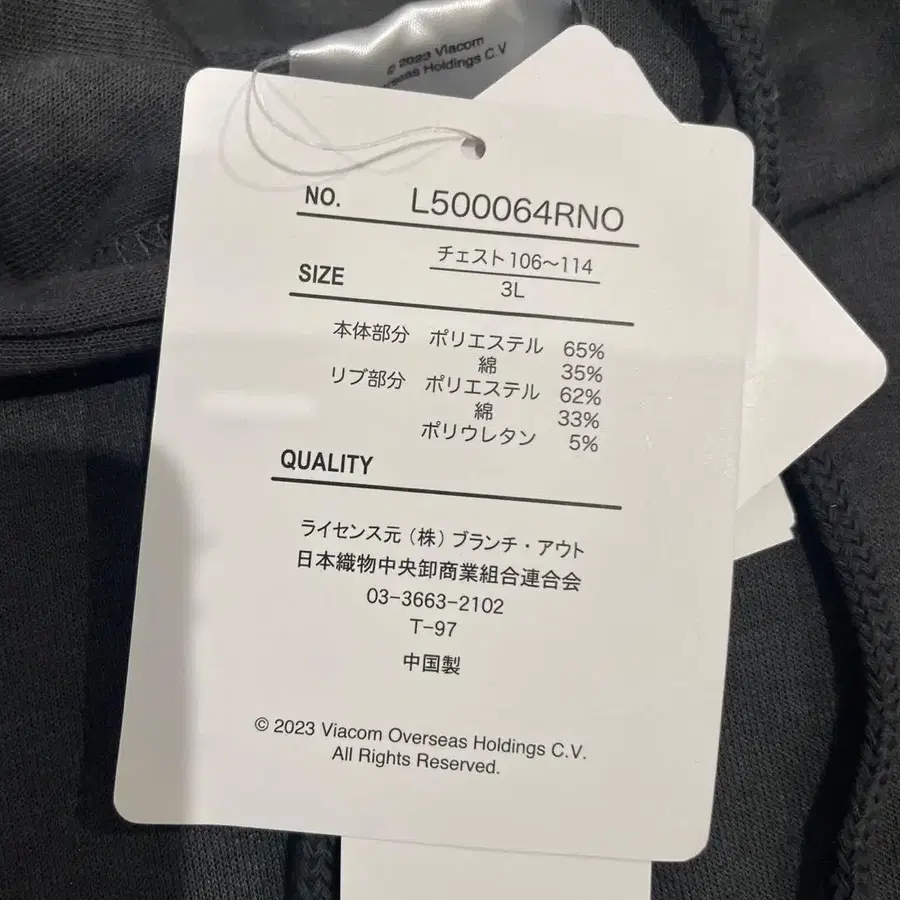 © 2023 Viacom
Overseas Holdings C.V
NO. L500064RNO
チェスト106～114
SIZE
3L
本体部分 ポリエステル 65%
綿 35%
リブ部分 ポリエステル 62%
綿 33%
ポリウレタン 5%
QUALITY
ライセンス元（株）ブランチ・アウト
日本織物中央卸商業組合連合会
03-3663-2102
T-97
中国製
© 2023 Viacom Overseas Holdings C.V.
All Rights Reserved.